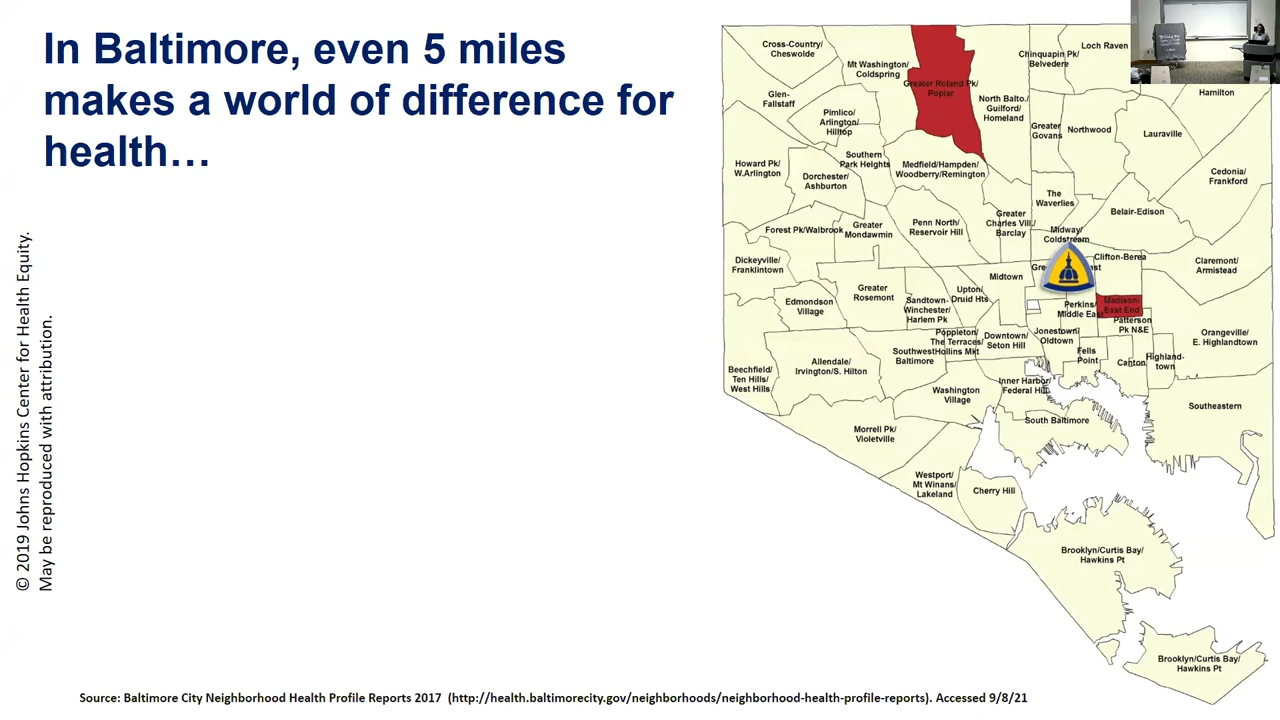 In Baltimore, even 5 miles
makes a world of difference for
health…
© 2019 Johns Hopkins Center for Health Equity.
May be reproduced with attribution.
Cross-Country/
Cheswolde
Mt Washington/
Coldspring
Greater Roland Pk/
Poplar
Chinquapin Pk/
Belvedere
Loch Raven
Hamilton
Glen-
Fallstaff
Pimlico/
Arlington/
Hilltop
North Balto./
Guilford/
Homeland
Greater
Govans
Northwood
Lauraville
Howard Pk/
W.Arlington
Dorchester/
Ashburton
Southern
Park Heights
Medfield/Hampden/
Woodberry/Remington
Cedonia/
Frankford
The
Waverlies
Belair-Edison
Forest Pk/Walbrook
Greater
Mondawmin
Penn North/
Reservoir Hill
Greater
Charles Vill./
Barclay
Midway/
Coldstream
Clifton-Berea
Dickeyville/
Franklintown
Claremont/
Armistead
Midtown
Greater
Rosemont
Edmondson
Village
Sandtown-
Winchester/
Harlem Pk
Upton/
Druid Hts
Perkins/
Middle East
Madison/
East End
Patterson
Pk N&E
Orangeville/
E. Highlandtown
Poppleton/
The Terraces/
Hollins Mkt
Downtown/
Seton Hill
Jonestown/
Oldtown
Southwest
Baltimore
Fells
Point
Canton
Highland-
town
Allendale/
Irvington/S. Hilton
Beechfield/
Ten Hills/
West Hills
Washington
Village
Inner Harbor/
Federal Hill
Southeastern
South Baltimore
Morrell Pk/
Violetville
Westport/
Mt Winans/
Lakeland
Cherry Hill
Brooklyn/Curtis Bay/
Hawkins Pt
Brooklyn/Curtis Bay/
Hawkins Pt
Source: Baltimore City Neighborhood Health Profile Reports 2017 (http://health.baltimorecity.gov/neighborhoods/neighborhood-health-profile-reports). Accessed 9/8/21